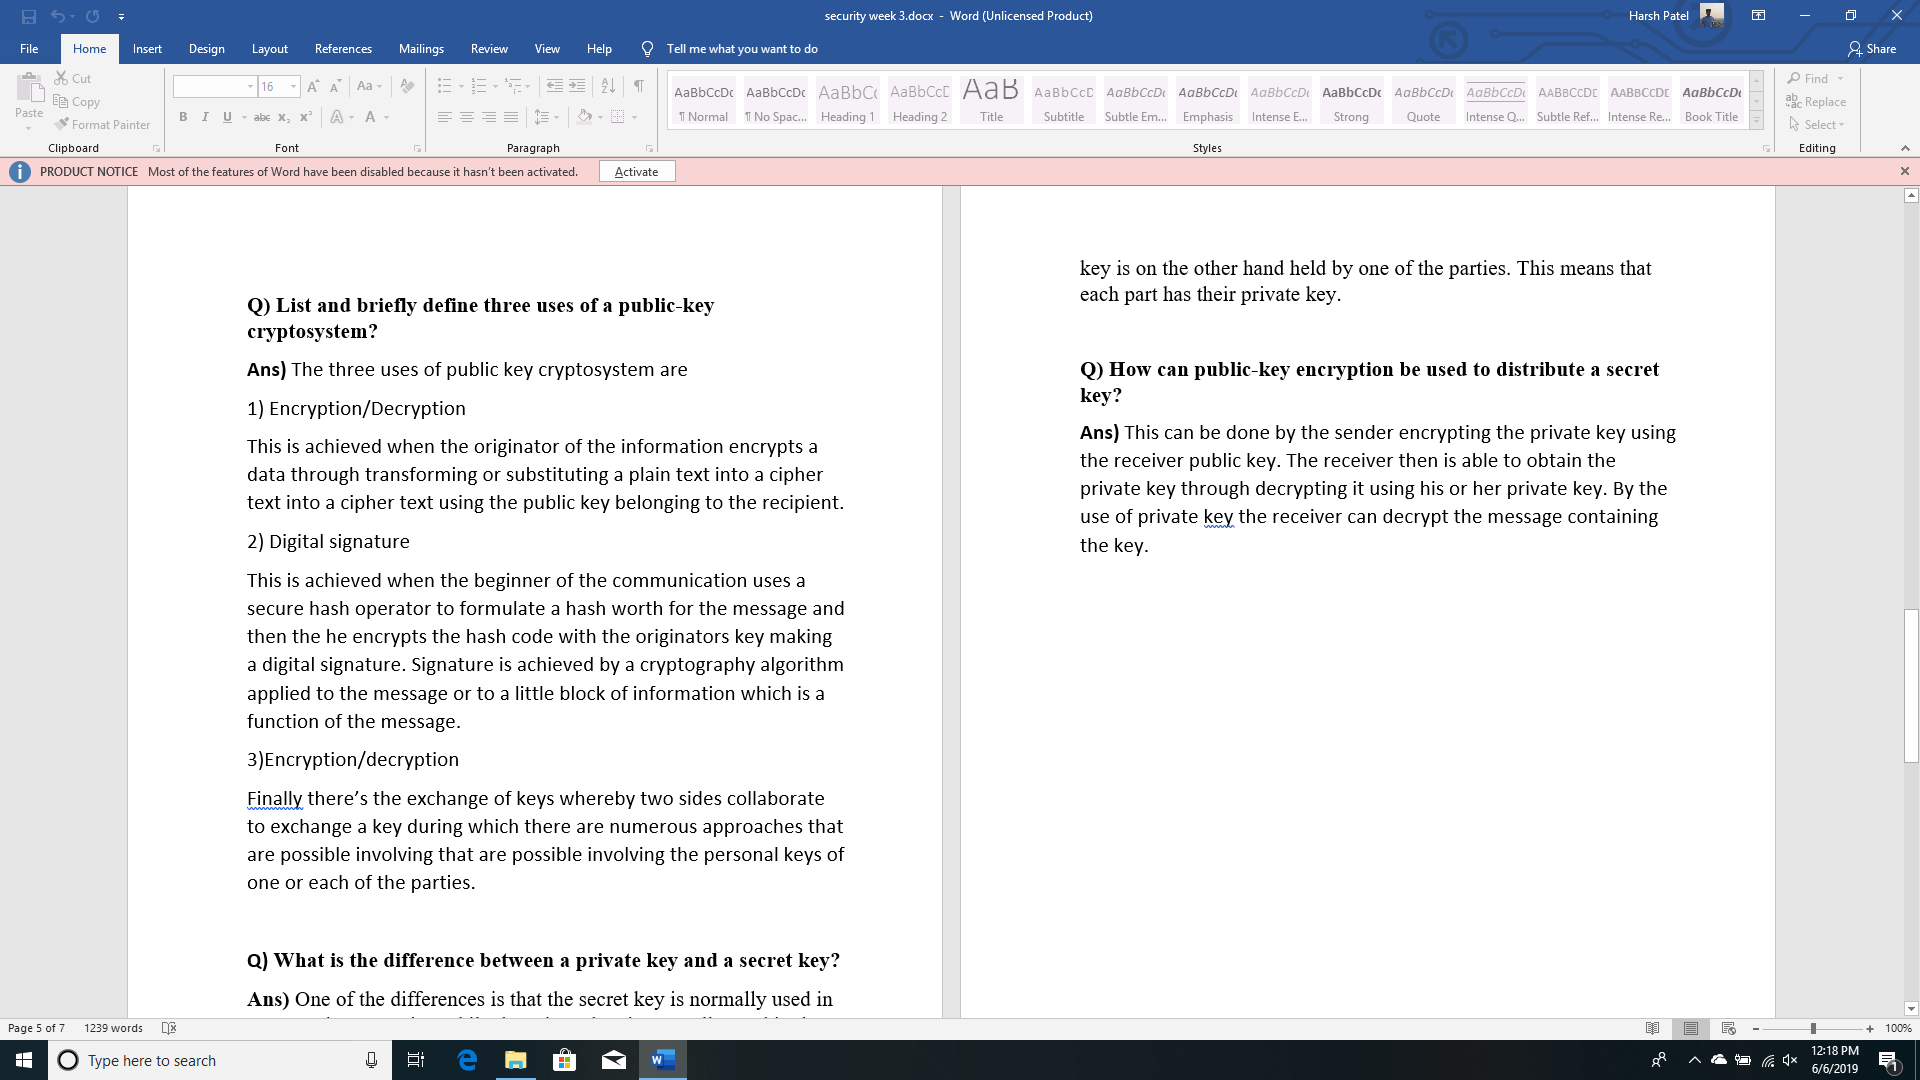 security week 3.docx - Word (Unlicensed Product)
Harsh Patel
File Home Insert Design Layout References Mailings Review View Help Tell me what you want to do Share
Paste
Cut
Copy
Format Painter
Clipboard
16
Aa
B I U abc x₂ x² A A
Font
Paragraph
AaBbCcDc AaBbCcDc AaBbCc AaBbCcD AaB AaBbCcD AaBbCcDc AaBbCcDc AaBbCcDc AaBbCcDc AaBbCcDc AaBbCcDc AABBCCDC AABBCCDC AaBbCcDc
¶ Normal ¶ No Spac... Heading 1 Heading 2 Title Subtitle Subtle Em... Emphasis Intense E... Strong Quote Intense Q... Subtle Ref... Intense Re... Book Title
Styles
Find
Replace
Select
Editing
PRODUCT NOTICE Most of the features of Word have been disabled because it hasn't been activated. Activate
Q) List and briefly define three uses of a public-key
cryptosystem?
Ans) The three uses of public key cryptosystem are
1) Encryption/Decryption
This is achieved when the originator of the information encrypts a
data through transforming or substituting a plain text into a cipher
text into a cipher text using the public key belonging to the recipient.
2) Digital signature
This is achieved when the beginner of the communication uses a
secure hash operator to formulate a hash worth for the message and
then the he encrypts the hash code with the originators key making
a digital signature. Signature is achieved by a cryptography algorithm
applied to the message or to a little block of information which is a
function of the message.
3)Encryption/decryption
Finally there’s the exchange of keys whereby two sides collaborate
to exchange a key during which there are numerous approaches that
are possible involving that are possible involving the personal keys of
one or each of the parties.
Q) What is the difference between a private key and a secret key?
Ans) One of the differences is that the secret key is normally used in
key is on the other hand held by one of the parties. This means that
each part has their private key.
Q) How can public-key encryption be used to distribute a secret
key?
Ans) This can be done by the sender encrypting the private key using
the receiver public key. The receiver then is able to obtain the
private key through decrypting it using his or her private key. By the
use of private key the receiver can decrypt the message containing
the key.
Page 5 of 7 1239 words
100%
Type here to search
12:18 PM
6/6/2019
1